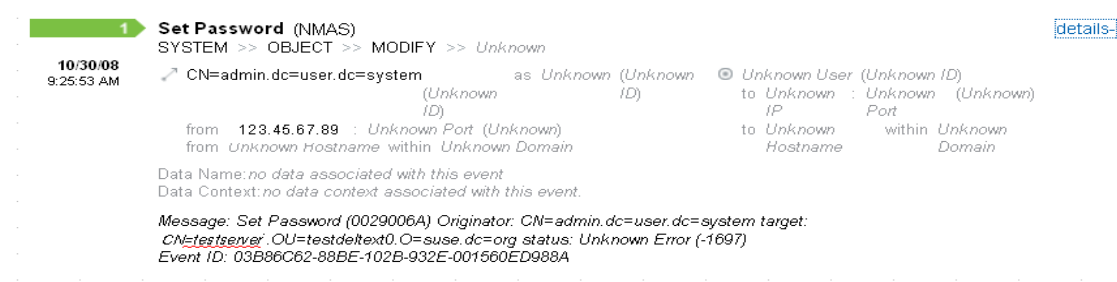 1 Set Password (NMAS) details-
SYSTEM >> OBJECT >> MODIFY >> Unknown
10/30/08
9:25:53 AM
CN=admin.dc=user.dc=system as Unknown (Unknown Unknown User (Unknown ID)
(Unknown ID) to Unknown : Unknown (Unknown)
ID) IP Port
from 123.45.67.89 : Unknown Port (Unknown) to Unknown within Unknown
from Unknown Hostname within Unknown Domain Hostname Domain
Data Name:no data associated with this event
Data Context:no data context associated with this event.
Message: Set Password (0029006A) Originator: CN=admin.dc=user.dc=system target:
CN=testserver.OU=testdeltext0.O=suse.dc=org status: Unknown Error (-1697)
Event ID: 03B86C62-88BE-102B-932E-001560ED988A